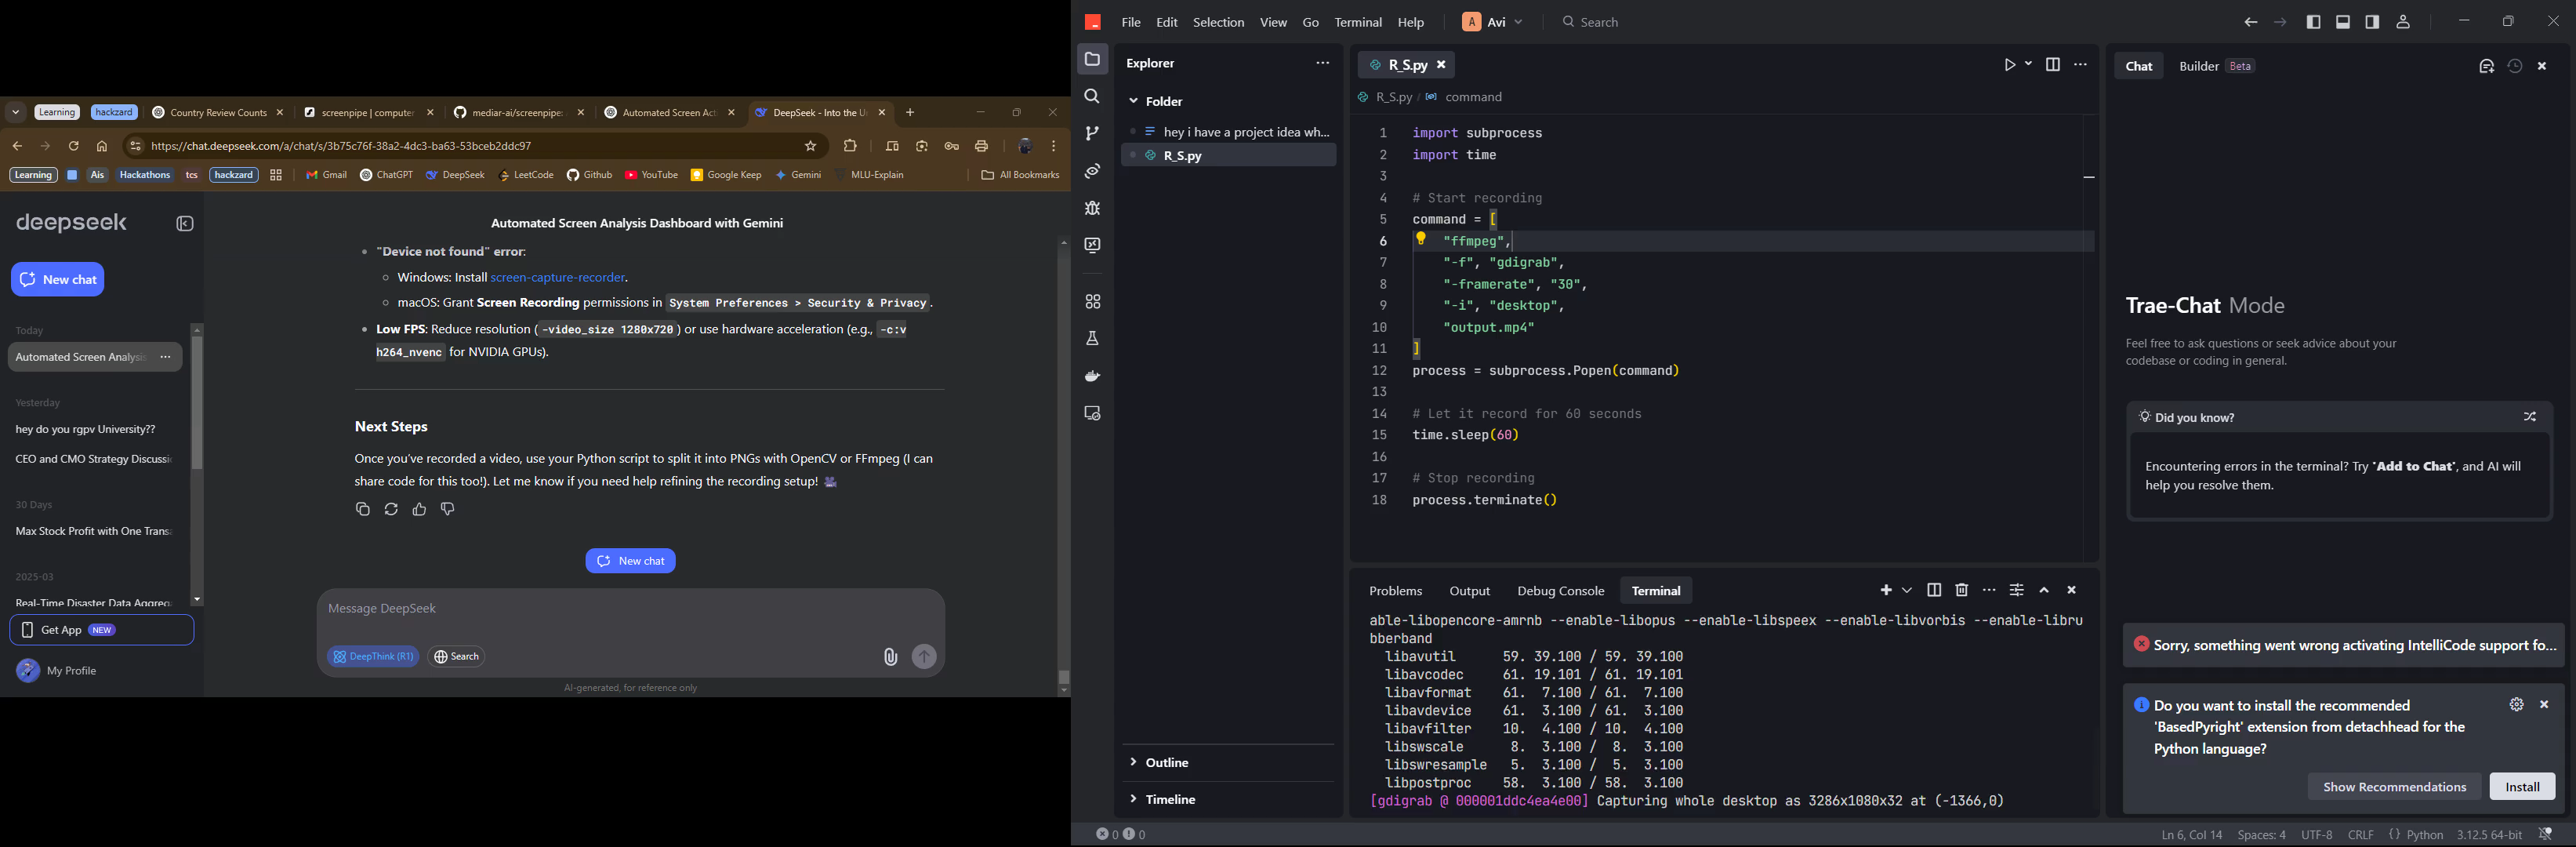 Learning
hackzard
Country Review Counts
screenpipe | computer
mediar-ai/screenpipe:
Automated Screen Act
DeepSeek - Into the U
https://chat.deepseek.com/a/chat/s/3b75c76f-38a2-4dc3-ba63-53bceb2ddc97
Learning
Ais
Hackathons
tcs
hackzard
Gmail
ChatGPT
DeepSeek
LeetCode
Github
YouTube
Google Keep
Gemini
MLU-Explain
All Bookmarks
deepseek
New chat
Today
Automated Screen Analysis
Yesterday
hey do you rgpv University??
CEO and CMO Strategy Discussi
30 Days
Max Stock Profit with One Transa
2025-03
Real-Time Disaster Data Aggrega
Get App NEW
My Profile
Automated Screen Analysis Dashboard with Gemini
"Device not found" error:
Windows: Install screen-capture-recorder.
macOS: Grant Screen Recording permissions in System Preferences > Security & Privacy.
Low FPS: Reduce resolution (-video_size 1280x720) or use hardware acceleration (e.g., -c:v
h264_nvenc for NVIDIA GPUs).
Next Steps
Once you've recorded a video, use your Python script to split it into PNGs with OpenCV or FFmpeg (I can
share code for this too!). Let me know if you need help refining the recording setup! 🎥
New chat
Message DeepSeek
DeepThink (R1)
Search
AI-generated, for reference only
File Edit Selection View Go Terminal Help
A Avi
Search
Explorer
Folder
hey i have a project idea wh...
R_S.py
Outline
Timeline
R_S.py
R_S.py / command
1 import subprocess
2 import time
3
4 # Start recording
5 command = [
6 "ffmpeg",
7 "-f", "gdigrab",
8 "-framerate", "30",
9 "-i", "desktop",
10 "output.mp4"
11 ]
12 process = subprocess.Popen(command)
13
14 # Let it record for 60 seconds
15 time.sleep(60)
16
17 # Stop recording
18 process.terminate()
Problems Output Debug Console Terminal
able-libopencore-amrnb --enable-libopus --enable-libspeex --enable-libvorbis --enable-libru
bberband
libavutil 59. 39.100 / 59. 39.100
libavcodec 61. 19.101 / 61. 19.101
libavformat 61. 7.100 / 61. 7.100
libavdevice 61. 3.100 / 61. 3.100
libavfilter 10. 4.100 / 10. 4.100
libswscale 8. 3.100 / 8. 3.100
libswresample 5. 3.100 / 5. 3.100
libpostproc 58. 3.100 / 58. 3.100
[gdigrab @ 000001ddc4ea4e00] Capturing whole desktop as 3286x1080x32 at (-1366,0)
Chat
Builder Beta
Trae-Chat Mode
Feel free to ask questions or seek advice about your
codebase or coding in general.
Did you know?
Encountering errors in the terminal? Try 'Add to Chat', and AI will
help you resolve them.
Sorry, something went wrong activating IntelliCode support fo...
Do you want to install the recommended
'BasedPyright' extension from detachhead for the
Python language?
Show Recommendations
Install
0 0
Ln 6, Col 14
Spaces: 4
UTF-8
CRLF
{} Python
3.12.5 64-bit